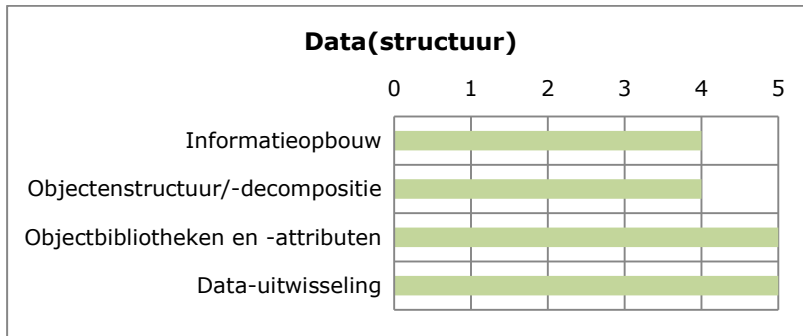 Data(structuur)
0 1 2 3 4 5
Informatieopbouw
Objectenstructuur/-decompositie
Objectbibliotheken en -attributen
Data-uitwisseling